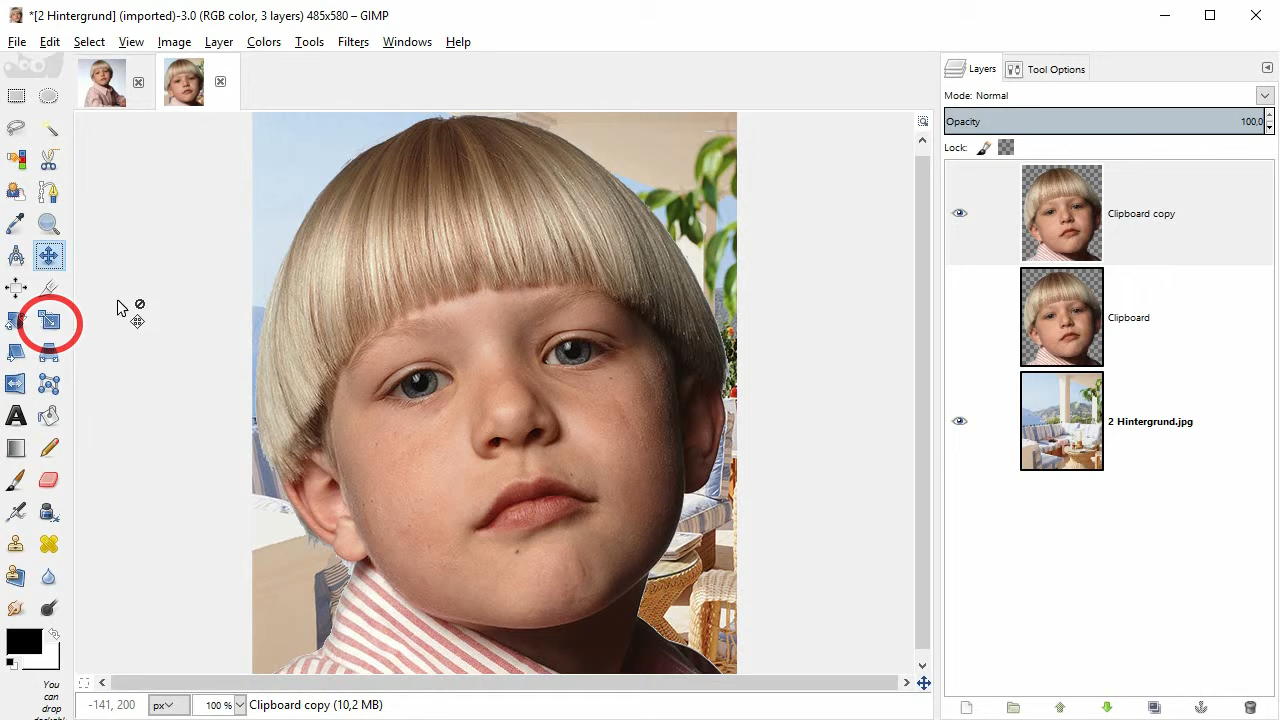 *[2 Hintergrund] (imported)-3.0 (RGB color, 3 layers) 485x580 – GIMP
File Edit Select View Image Layer Colors Tools Filters Windows Help
Layers Tool Options
Mode: Normal
Opacity 100,0
Lock:
Clipboard copy
Clipboard
2 Hintergrund.jpg
A
You
can
drop
dockabl
-141, 200 px 100 % Clipboard copy (10,2 MB)